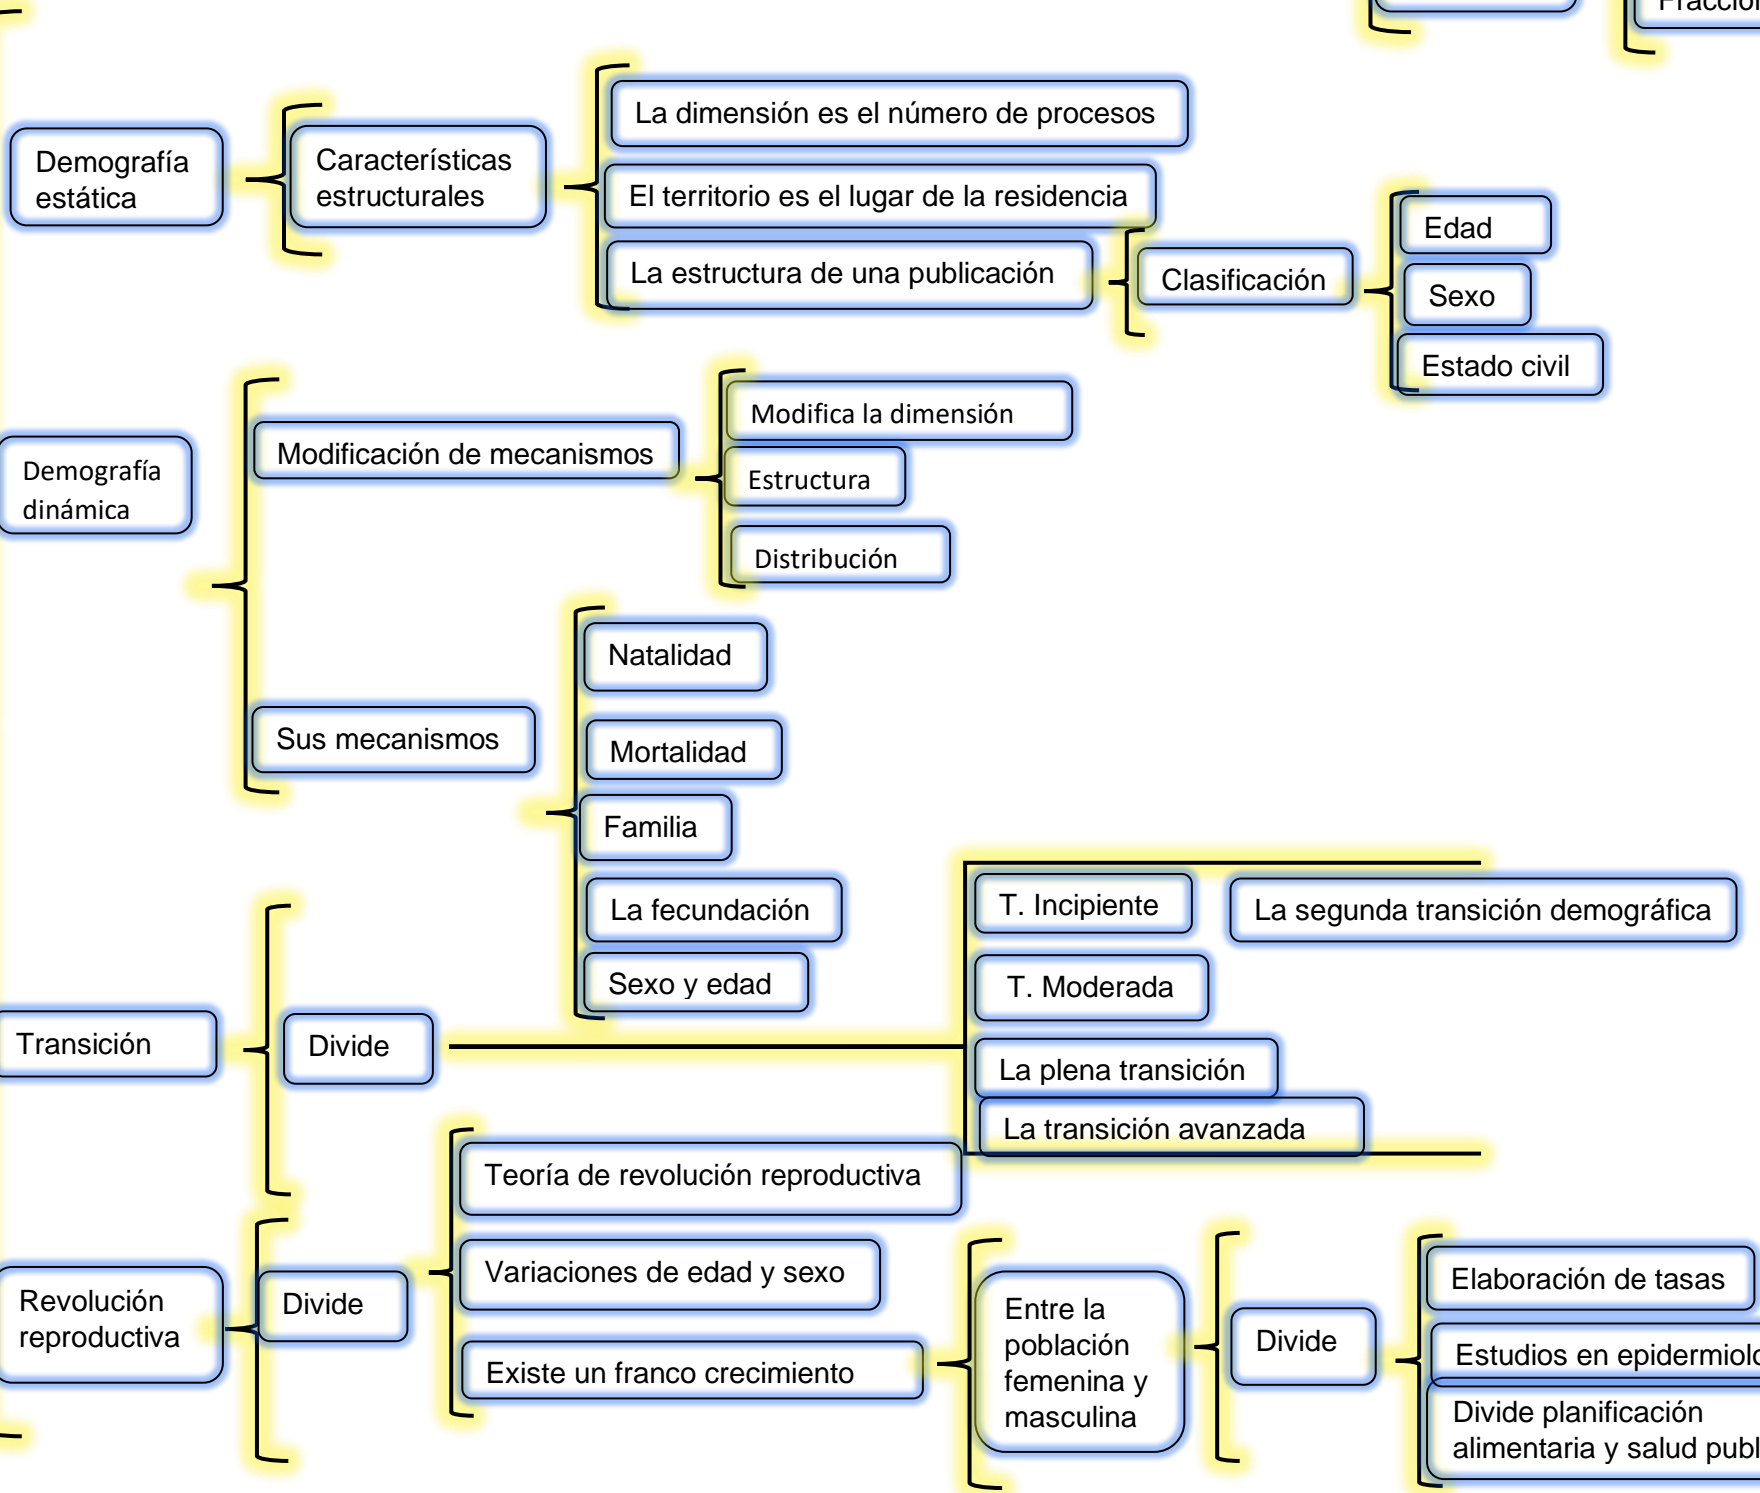 La dimensión es el número de procesos
Demografía
estática
Características
estructurales
El territorio es el lugar de la residencia
La estructura de una publicación
Clasificación
Edad
Sexo
Estado civil
Demografía
dinámica
Modificación de mecanismos
Modifica la dimensión
Estructura
Distribución
Sus mecanismos
Natalidad
Mortalidad
Familia
La fecundación
Sexo y edad
Transición
Divide
T. Incipiente
La segunda transición demográfica
T. Moderada
La plena transición
La transición avanzada
Revolución
reproductiva
Divide
Teoría de revolución reproductiva
Variaciones de edad y sexo
Existe un franco crecimiento
Entre la
población
femenina y
masculina
Divide
Elaboración de tasas
Estudios en
Divide planificación
alimentaria y salud